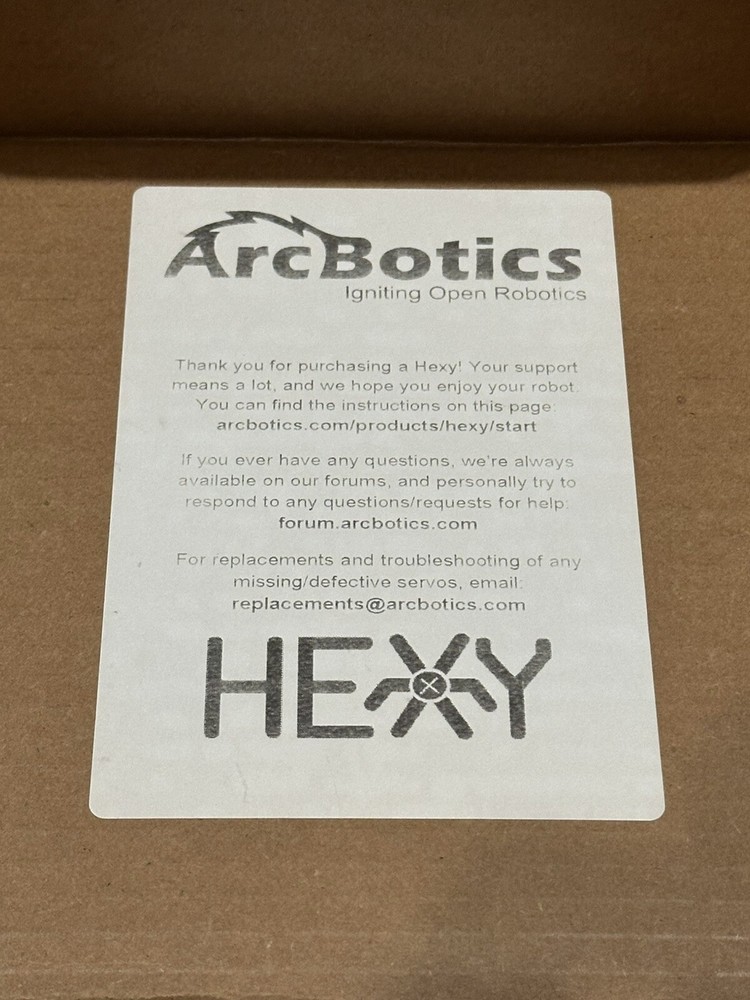 ArcBotics
Igniting Open Robotics
Thank you for purchasing a Hexy! Your support
means a lot, and we hope you enjoy your robot.
You can find the instructions on this page:
arcbotics.com/products/hexy/start
If you ever have any questions, we're always
available on our forums, and personally try to
respond to any questions/requests for help:
forum.arcbotics.com
For replacements and troubleshooting of any
missing/defective servos, email:
replacements@arcbotics.com
HEXY